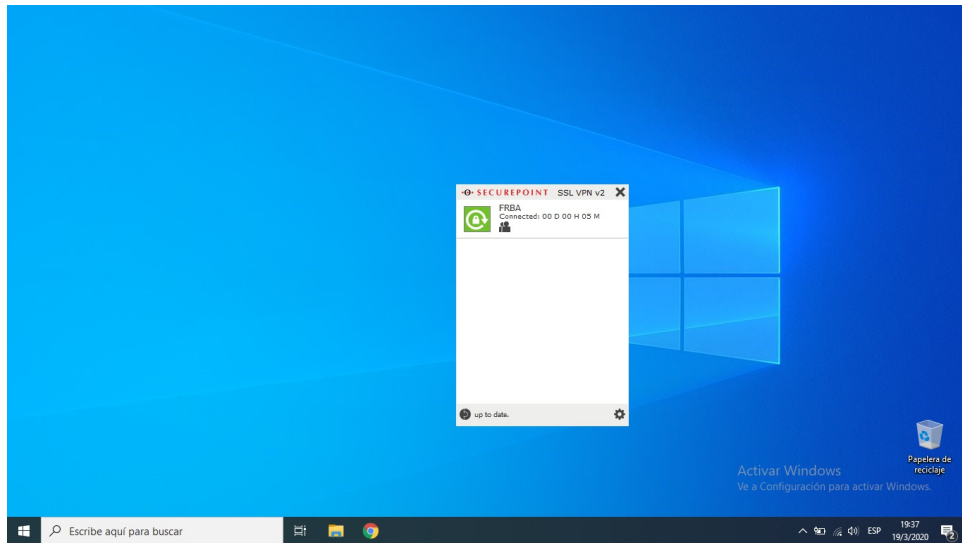 SECUREPOINT SSL VPN v2
FRBA
Connected: 00 D 00 H 05 M
up to date.
Papelera de
reciclaje
Activar Windows
Ve a Configuración para activar Windows.
Escribe aquí para buscar
ESP
19:37
19/3/2020
2